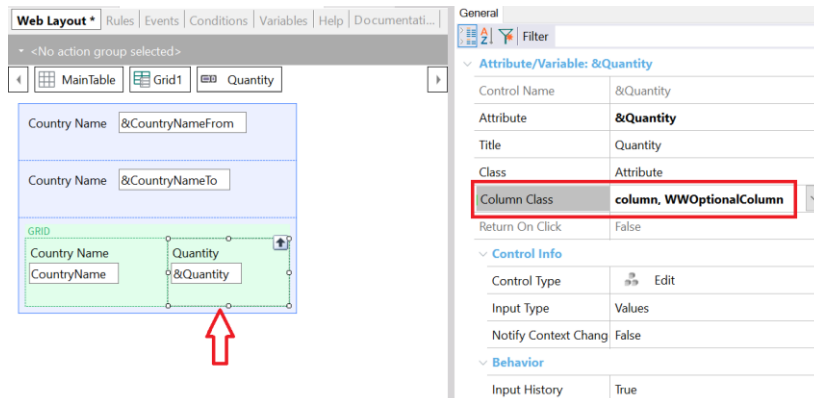 Web Layout * | Rules | Events | Conditions | Variables | Help | Documentati... |
<No action group selected>
MainTable Grid1 Quantity
Country Name &CountryNameFrom
Country Name &CountryNameTo
GRID
Country Name Quantity
CountryName &Quantity
General
Filter
Attribute/Variable: &Quantity
Control Name &Quantity
Attribute &Quantity
Title Quantity
Class Attribute
Column Class column, WWOptionalColumn
Return On Click False
Control Info
Control Type Edit
Input Type Values
Notify Context Chang False
Behavior
Input History True